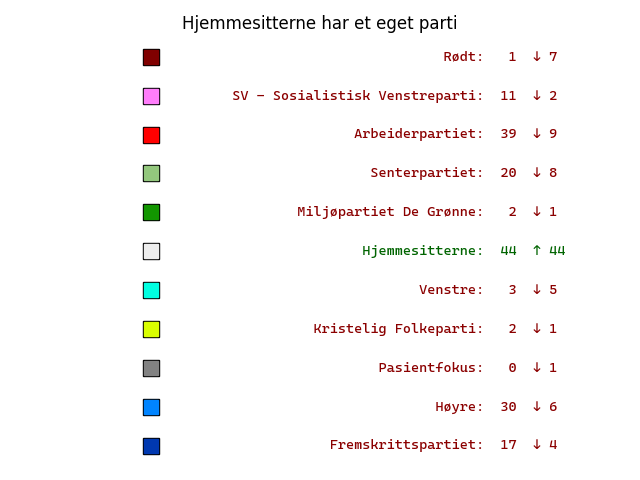 Hjemmesitterne har et eget parti
Rødt: 1 ↓ 7
SV – Sosialistisk Venstreparti: 11 ↓ 2
Arbeiderpartiet: 39 ↓ 9
Senterpartiet: 20 ↓ 8
Miljøpartiet De Grønne: 2 ↓ 1
Hjemmesitterne: 44 ↑ 44
Venstre: 3 ↓ 5
Kristelig Folkeparti: 2 ↓ 1
Pasientfokus: 0 ↓ 1
Høyre: 30 ↓ 6
Fremskrittspartiet: 17 ↓ 4